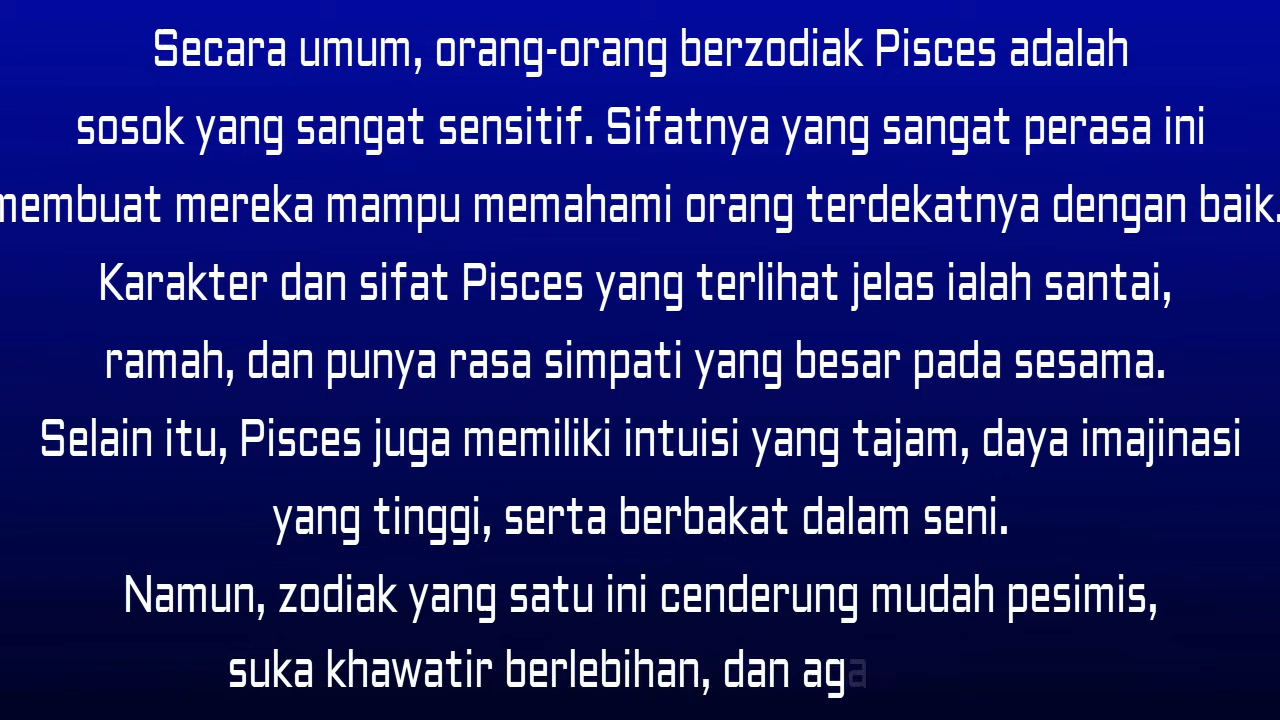 Secara umum, orang-orang berzodiak Pisces adalah
sosok yang sangat sensitif. Sifatnya yang sangat perasa ini
membuat mereka mampu memahami orang terdekatnya dengan baik.
Karakter dan sifat Pisces yang terlihat jelas ialah santai,
ramah, dan punya rasa simpati yang besar pada sesama.
Selain itu, Pisces juga memiliki intuisi yang tajam, daya imajinasi
yang tinggi, serta berbakat dalam seni.
Namun, zodiak yang satu ini cenderung mudah pesimis,
suka khawatir berlebihan, dan aga